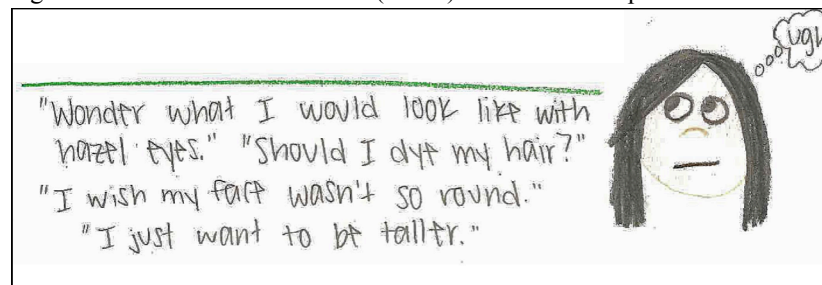 "Wonder what I would look like with
hazel eyes." "Should I dye my hair?"
"I wish my face wasn't so round."
"I just want to be taller."
ugh